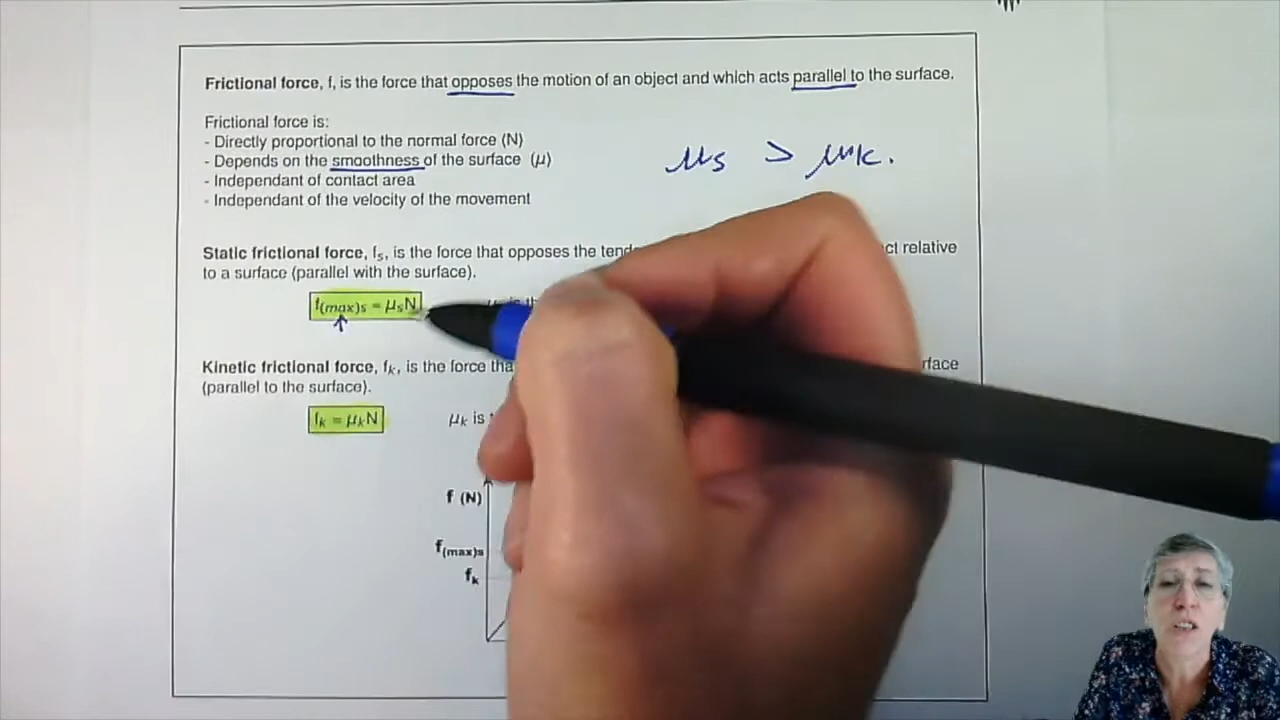 Frictional force, f, is the force that opposes the motion of an object and which acts parallel to the surface.
Frictional force is:
- Directly proportional to the normal force (N)
- Depends on the smoothness of the surface (μ)
μs > μk.
- Independant of contact area
- Independant of the velocity of the movement
Static frictional force, fs, is the force that opposes the relative
to a surface (parallel with the surface).
f(max)s = μsN is
Kinetic frictional force, fk, is the force
(parallel to the surface).
fk = μkN μk is
f (N)
f(max)s
fk